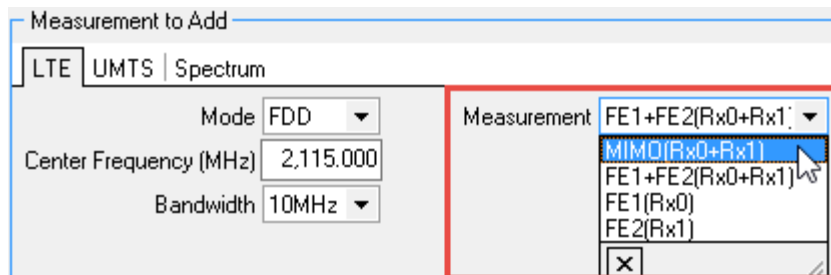 Measurement to Add
LTE UMTS Spectrum
Mode FDD
Measurement FE1+FE2(Rx0+Rx1)
Center Frequency (MHz) 2,115.000
MIMO(Rx0+Rx1)
FE1+FE2(Rx0+Rx1)
Bandwidth 10MHz
FE1(Rx0)
FE2(Rx1)